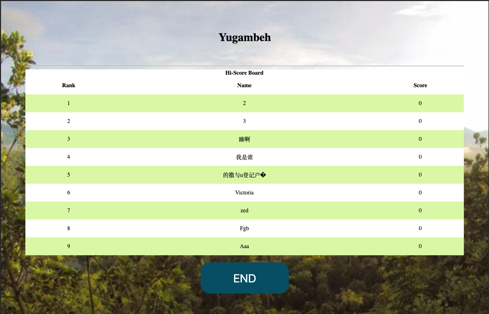 Yugambeh
Hi-Score Board
Rank Name Score
1 2 0
2 3 0
3 啊 0
4 我是谁 0
5 的撒与u登记户� 0
6 Victoria 0
7 zed 0
8 Fgb 0
9 Aaa 0
END